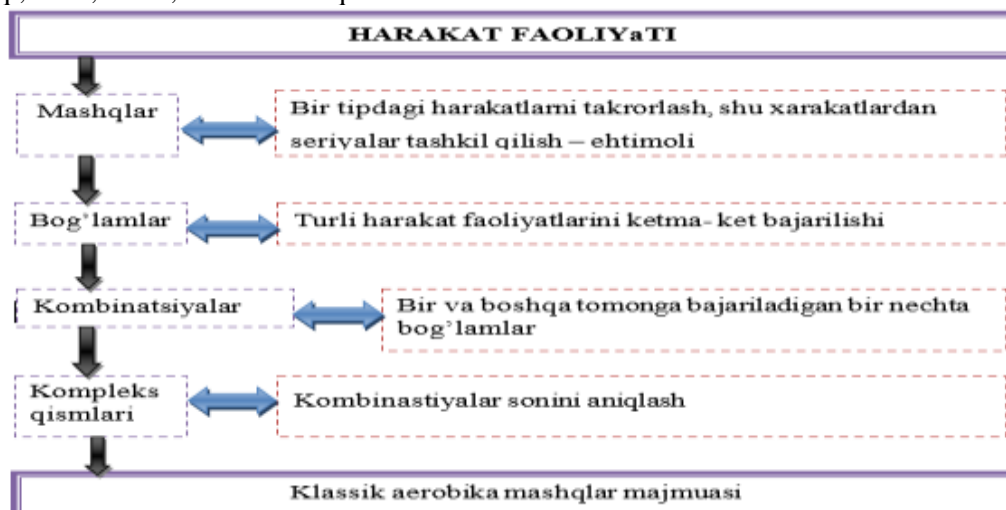 HARAKAT FAOLIYaTI
Mashqlar
Bir tipdagi harakatlarni takrorlash, shu xarakatlardan
seriyalar tashkil qilish – ehtimoli
Bog’lamlar
Turli harakat faoliyatlarini ketma- ket bajarilishi
Kombinatsiyalar
Bir va boshqa tomonga bajariladigan bir nechta
bog’lamlar
Kompleks
qismlari
Kombinastiyalar sonini aniqlash
Klassik aerobika mashqlar majmuasi